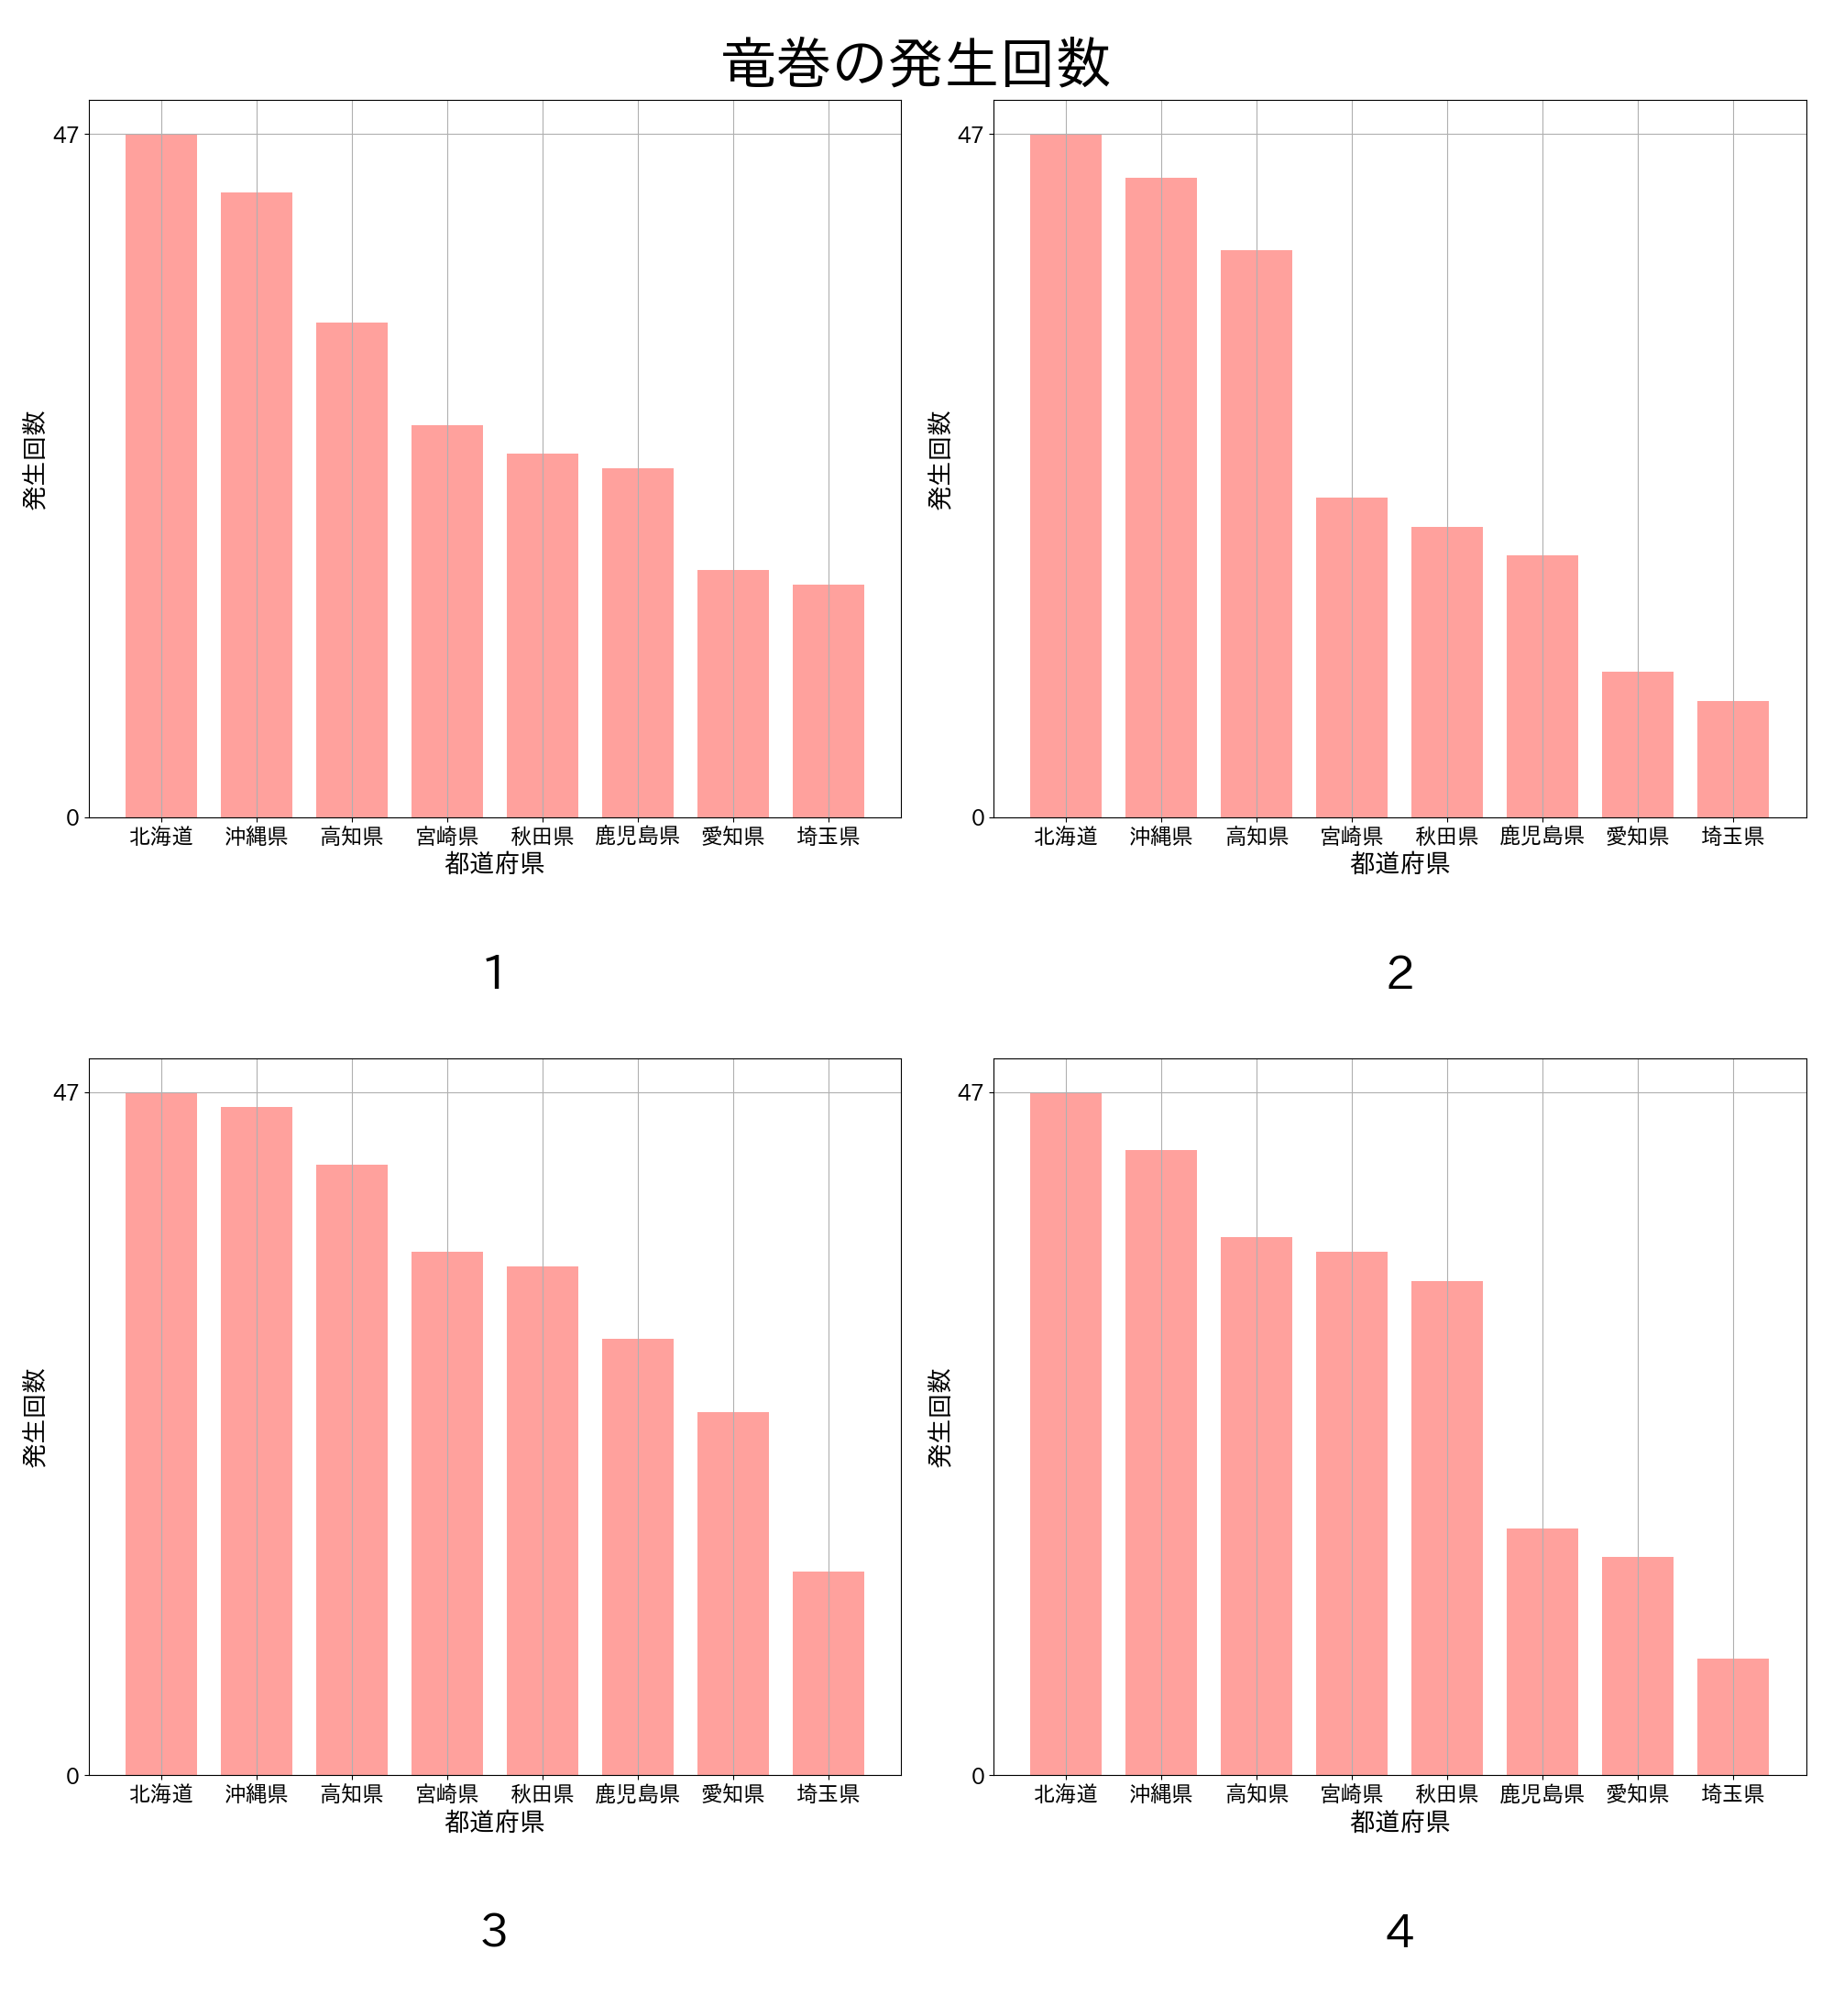 竜巻の発生回数
47
0
発生回数
北海道 沖縄県 高知県 宮崎県 秋田県 鹿児島県 愛知県 埼玉県
都道府県
1
47
0
発生回数
北海道 沖縄県 高知県 宮崎県 秋田県 鹿児島県 愛知県 埼玉県
都道府県
2
47
0
発生回数
北海道 沖縄県 高知県 宮崎県 秋田県 鹿児島県 愛知県 埼玉県
都道府県
3
47
0
発生回数
北海道 沖縄県 高知県 宮崎県 秋田県 鹿児島県 愛知県 埼玉県
都道府県
4